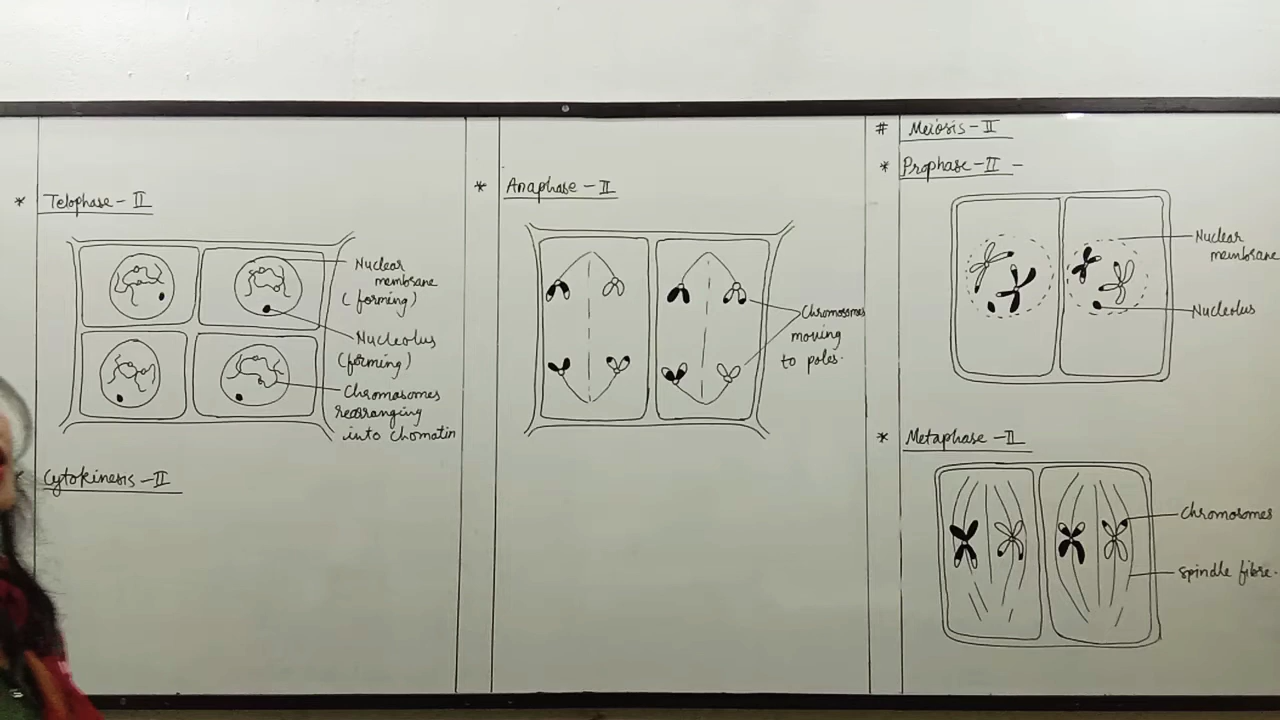 * Telophase - II
Nuclear
membrane
(forming)
Nucleolus
(forming)
Chromosomes
rearranging
into chomatin
Cytokinesis - II
* Anaphase - II
Chromosomes
moving
to poles.
# Meiosis - II
* Prophase - II -
Nuclear
membrane
Nucleolus
* Metaphase - II
Chromosomes
spindle fibre.